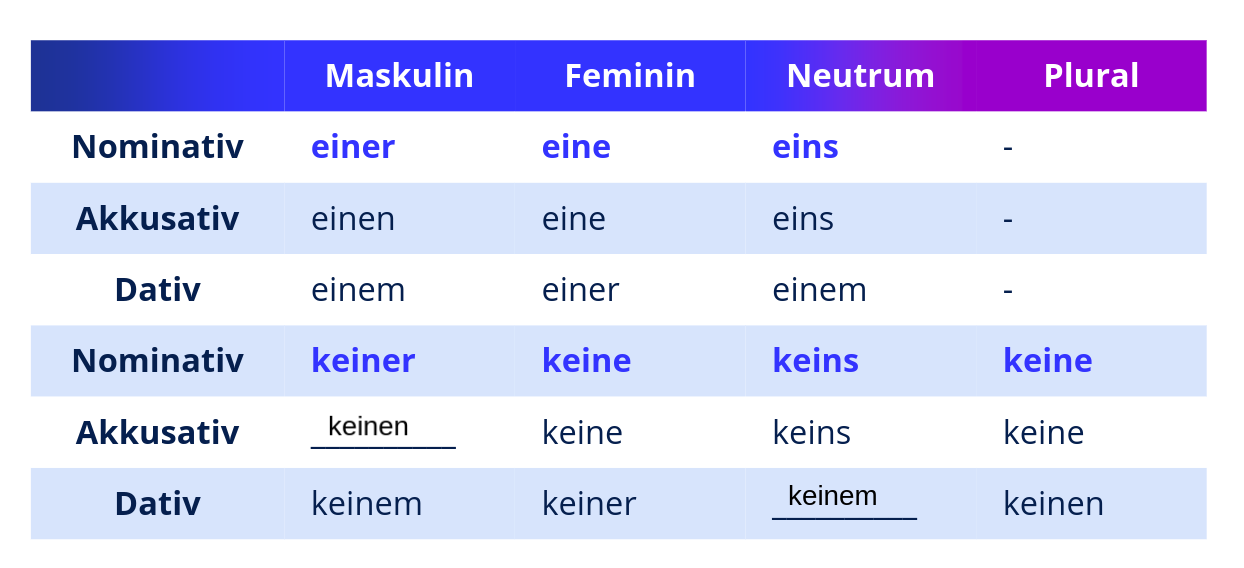 Maskulin Feminin Neutrum Plural
Nominativ einer eine eins -
Akkusativ einen eine eins -
Dativ einem einer einem -
Nominativ keiner keine keins keine
Akkusativ keinen keine keins keine
Dativ keinem keiner keinem keinen